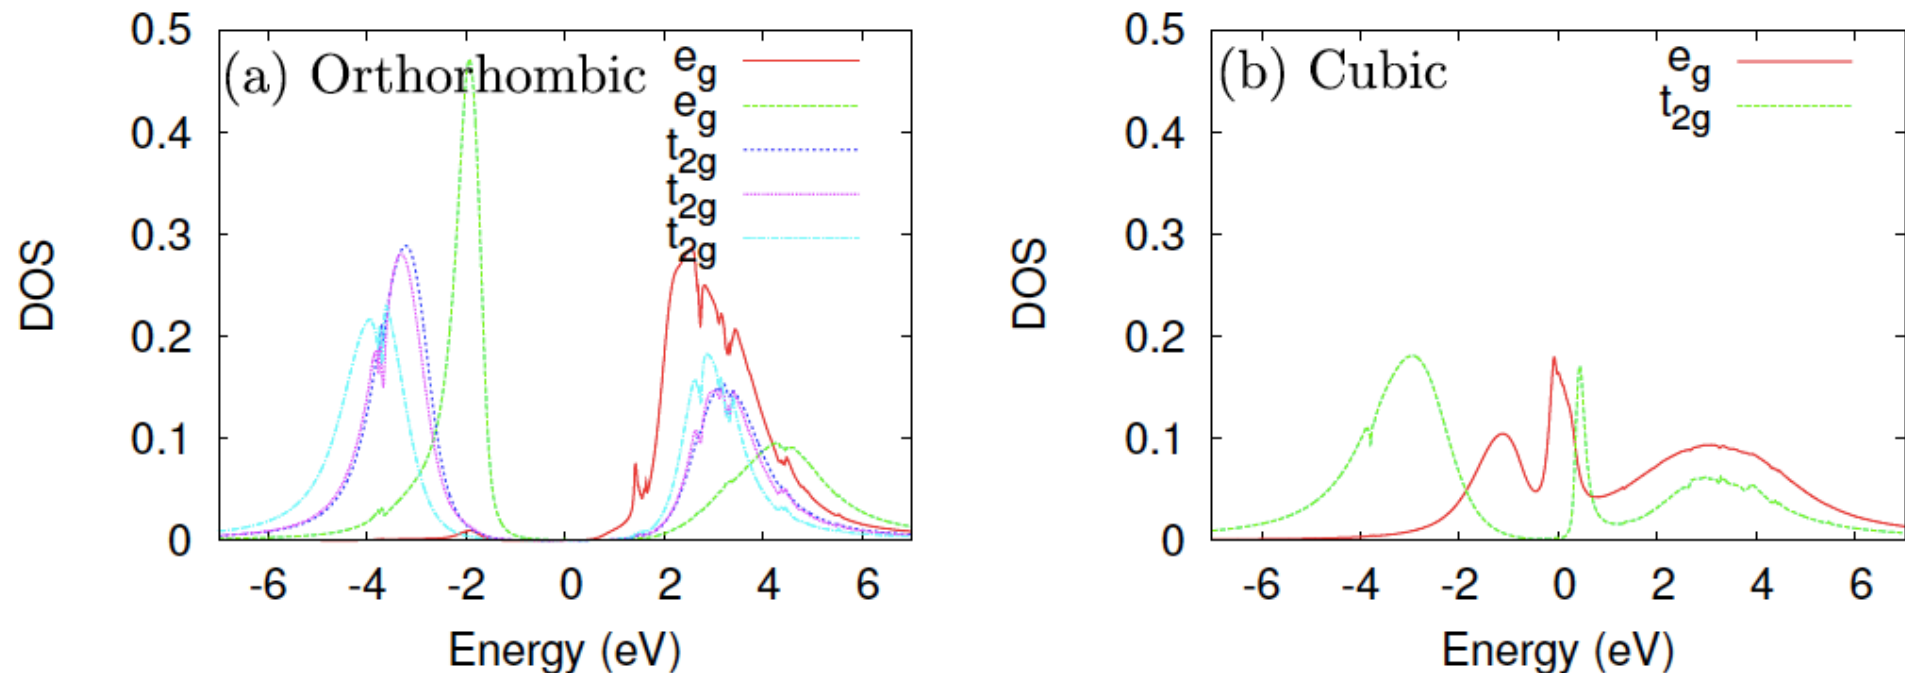 (a) Orthorhombic
e_g
e_g
t_2g
t_2g
t_2g
0.5
0.4
0.3
0.2
0.1
0
DOS
-6 -4 -2 0 2 4 6
Energy (eV)
(b) Cubic
e_g
t_2g
0.5
0.4
0.3
0.2
0.1
0
DOS
-6 -4 -2 0 2 4 6
Energy (eV)